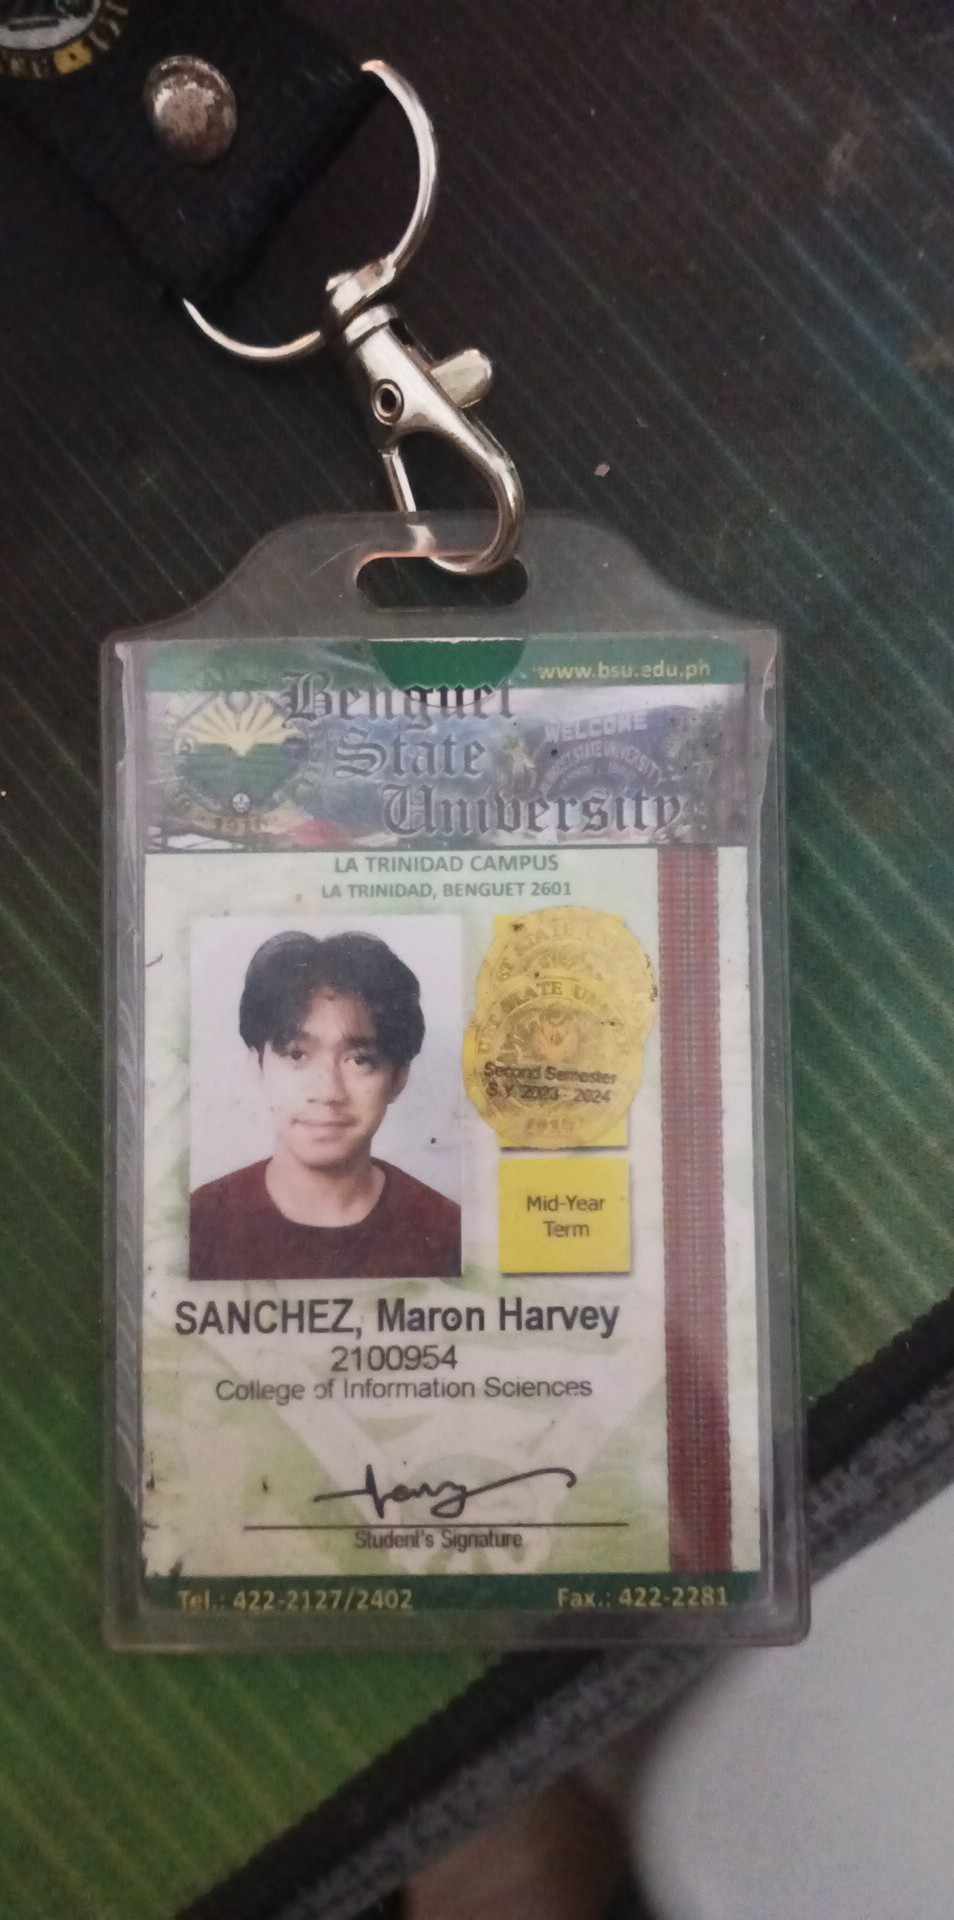 www.bsu.edu.ph
Benguet
State
University
WELCOME
STATE UNIVERSITY
LA TRINIDAD CAMPUS
LA TRINIDAD, BENGUET 2601
STATE
Second Semester
S.Y 2023 - 2024
Mid-Year
Term
SANCHEZ, Maron Harvey
2100954
College of Information Sciences
Student's Signature
Tel.: 422-2127/2402
Fax.: 422-2281